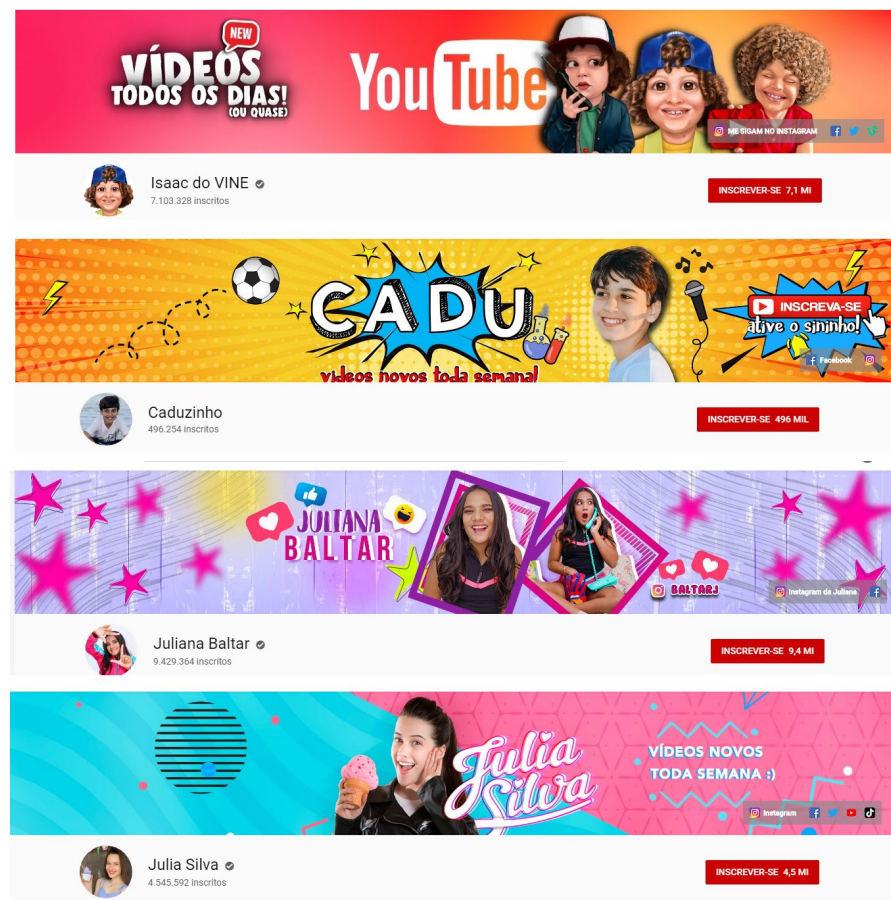 NEW
VÍDEOS
TODOS OS DIAS!
(OU QUASE)
YouTube
ME SIGAM NO INSTAGRAM
Isaac do VINE
7.103.328 inscritos
INSCREVER-SE 7,1 MI
CADU
vídeos novos toda semana!
INSCREVA-SE
ative o sininho!
Facebook
Caduzinho
496.254 inscritos
INSCREVER-SE 496 MIL
JULIANA
BALTAR
BALTARJ
Instagram da Juliana
Juliana Baltar
9.429.364 inscritos
INSCREVER-SE 9,4 MI
Julia
Silva
VÍDEOS NOVOS
TODA SEMANA :)
Instagram
Julia Silva
4.545.592 inscritos
INSCREVER-SE 4,5 MI